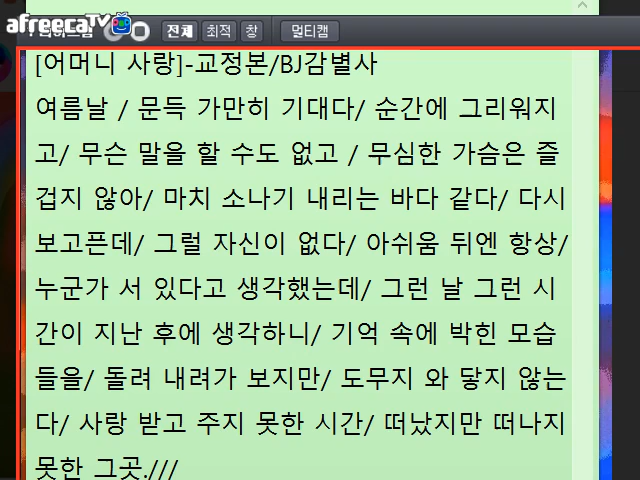 afreecaTV
전체 최적 창 멀티캠
[어머니 사랑]-교정본/BJ감별사
여름날 / 문득 가만히 기대다/ 순간에 그리워지
고/ 무슨 말을 할 수도 없고 / 무심한 가슴은 즐
겁지 않아/ 마치 소나기 내리는 바다 같다/ 다시
보고픈데/ 그럴 자신이 없다/ 아쉬움 뒤엔 항상/
누군가 서 있다고 생각했는데/ 그런 날 그런 시
간이 지난 후에 생각하니/ 기억 속에 박힌 모습
들을/ 돌려 내려가 보지만/ 도무지 와 닿지 않는
다/ 사랑 받고 주지 못한 시간/ 떠났지만 떠나지
못한 그곳.///